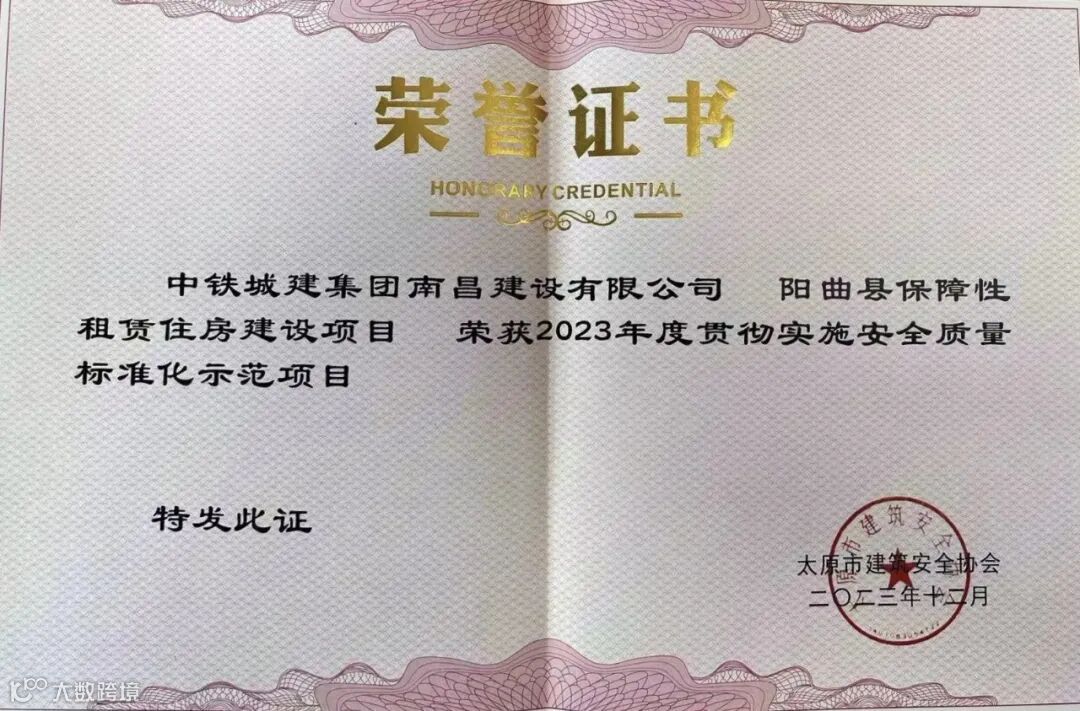 荣誉证书
HONORARY CREDENTIAL
中铁城建集团南昌建设有限公司 阳曲县保障性
租赁住房建设项目 荣获2023年度贯彻实施安全质量
标准化示范项目
特发此证
太原市建筑安全协会
二〇二三年十二月
大数跨境